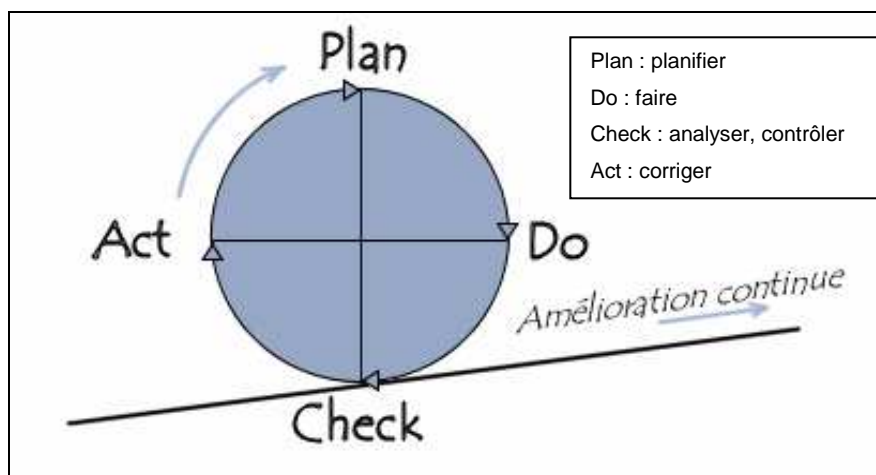 Plan
Plan : planifier
Do : faire
Check : analyser, contrôler
Act : corriger
Act
Do
Amélioration continue
Check